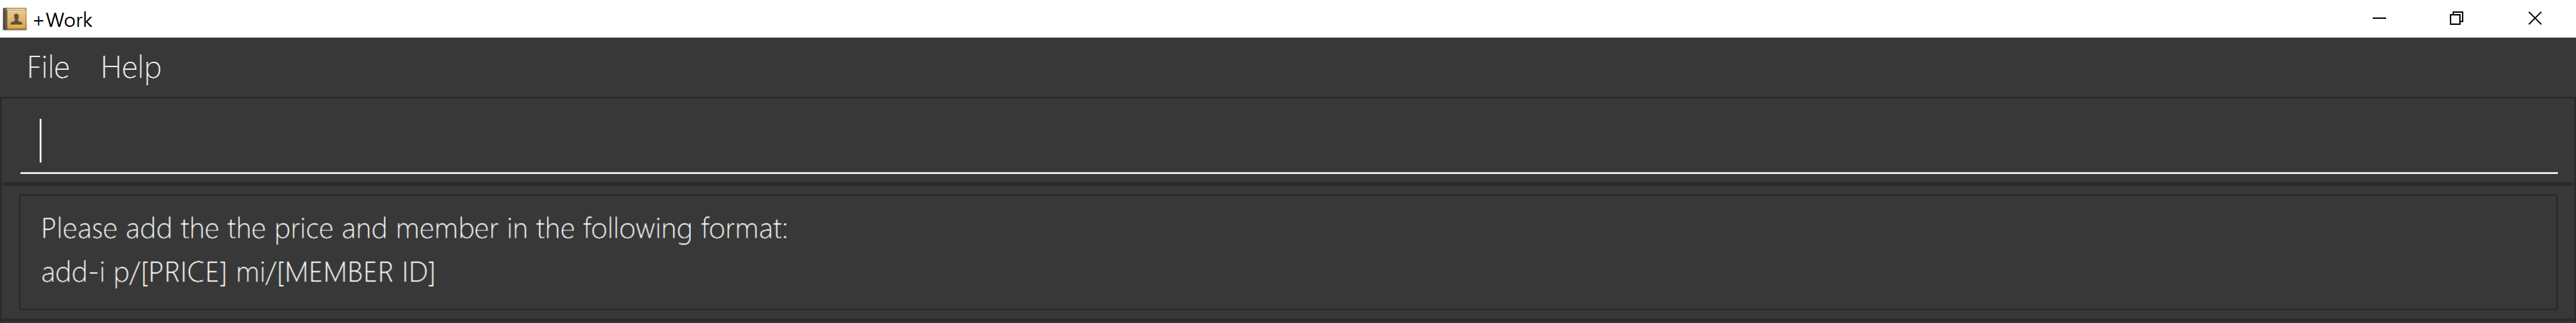 +Work
File Help
Please add the the price and member in the following format:
add-i p/[PRICE] mi/[MEMBER ID]